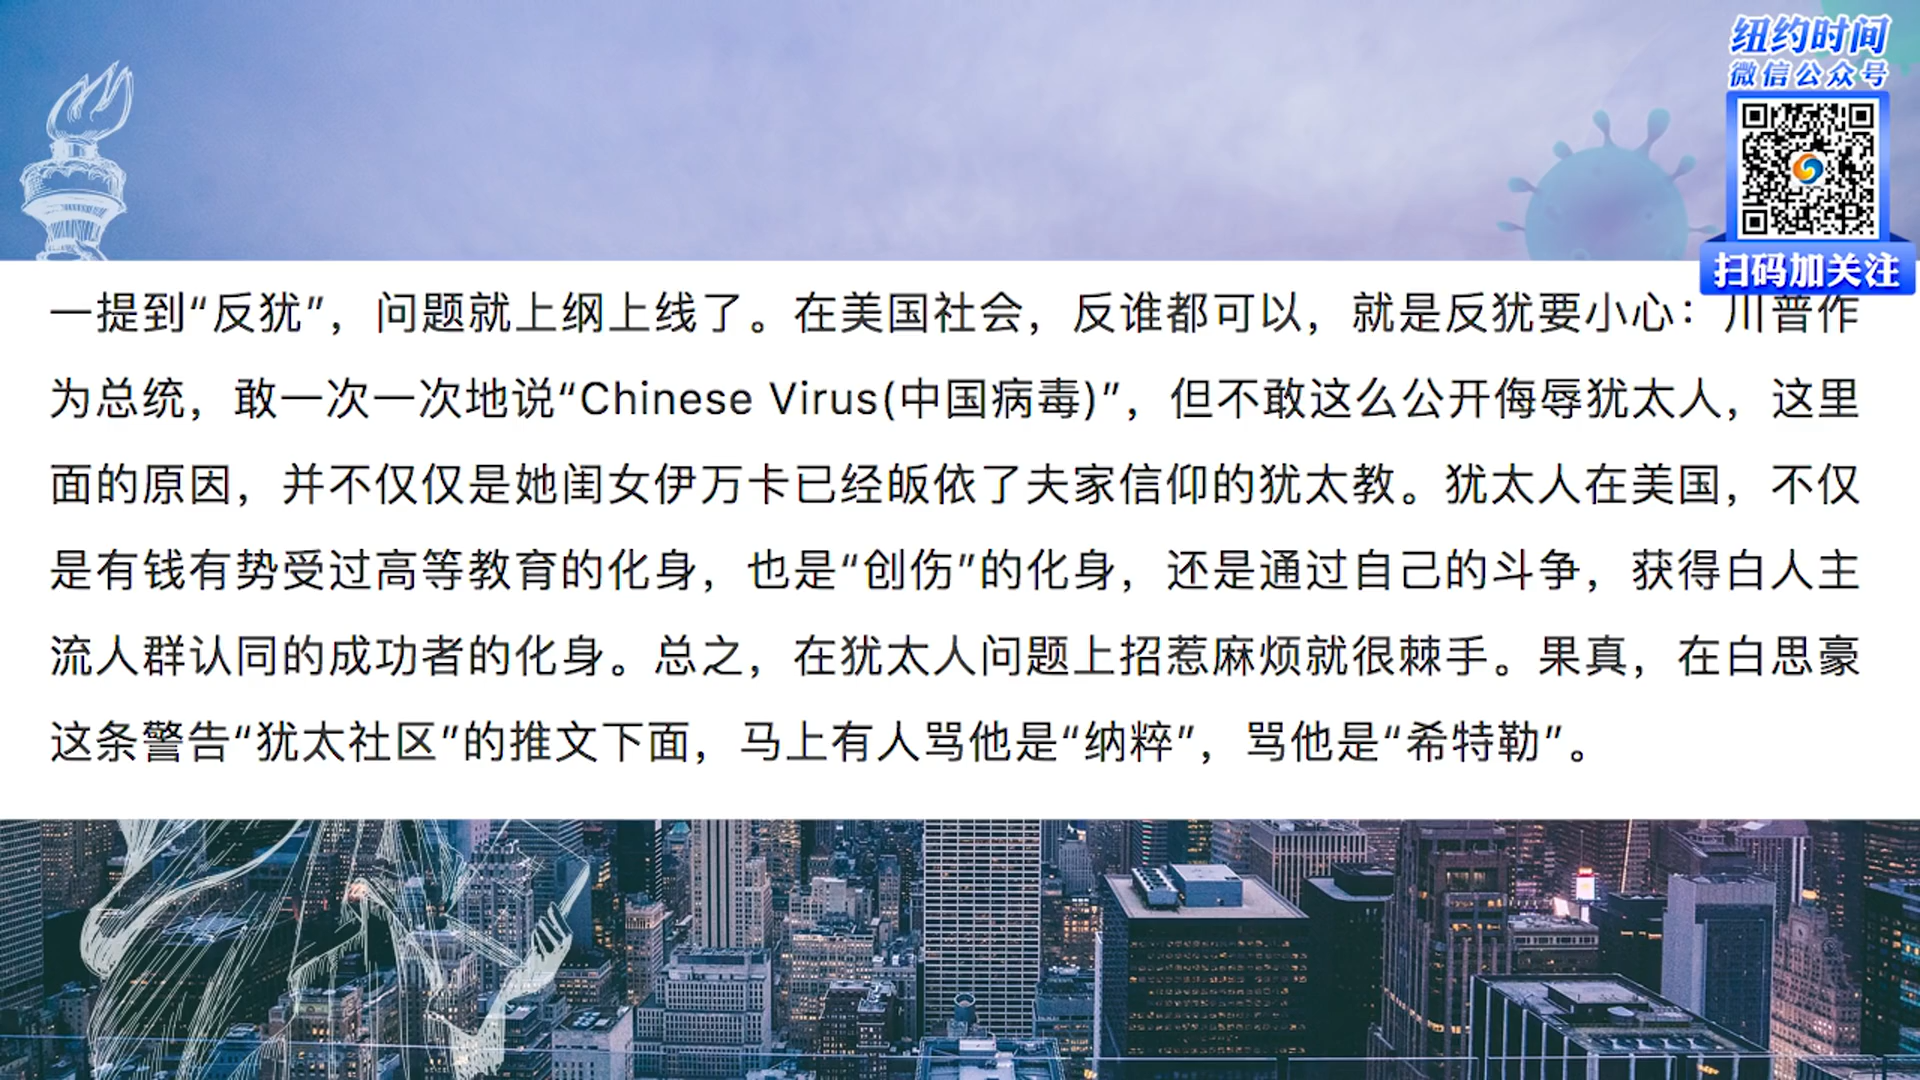 纽约时间
微信公众号
扫码加关注
一提到“反犹”，问题就上纲上线了。在美国社会，反谁都可以，就是反犹要小心：川普作
为总统，敢一次一次地说“Chinese Virus(中国病毒)”，但不敢这么公开侮辱犹太人，这里
面的原因，并不仅仅是她闺女伊万卡已经皈依了夫家信仰的犹太教。犹太人在美国，不仅
是有钱有势受过高等教育的化身，也是“创伤”的化身，还是通过自己的斗争，获得白人主
流人群认同的成功者的化身。总之，在犹太人问题上招惹麻烦就很棘手。果真，在白思豪
这条警告“犹太社区”的推文下面，马上有人骂他是“纳粹”，骂他是“希特勒”。